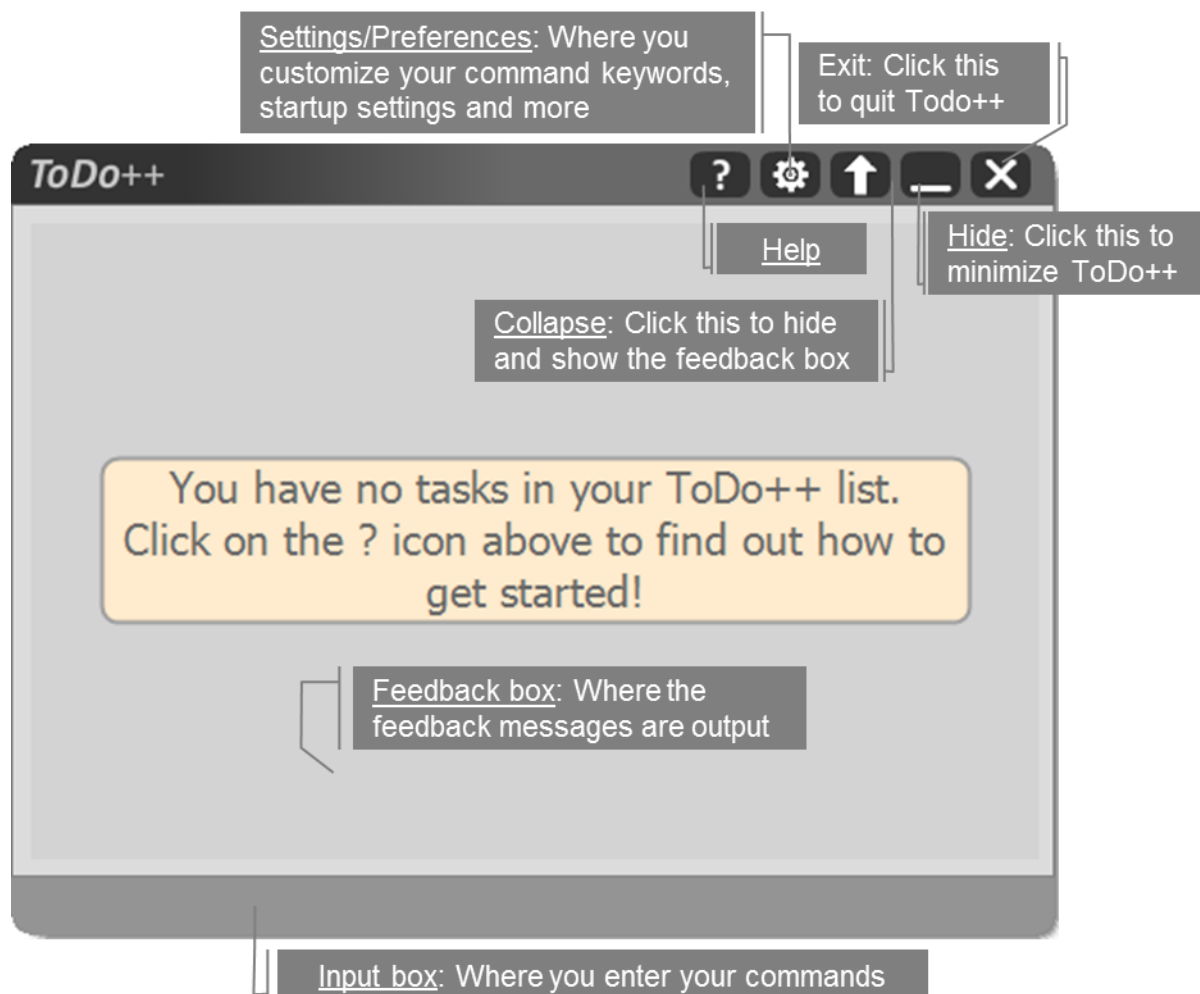 Settings/Preferences: Where you
customize your command keywords,
startup settings and more
Exit: Click this
to quit Todo++
ToDo++
?
Help
Hide: Click this to
minimize ToDo++
Collapse: Click this to hide
and show the feedback box
You have no tasks in your ToDo++ list.
Click on the ? icon above to find out how to
get started!
Feedback box: Where the
feedback messages are output
Input box: Where you enter your commands